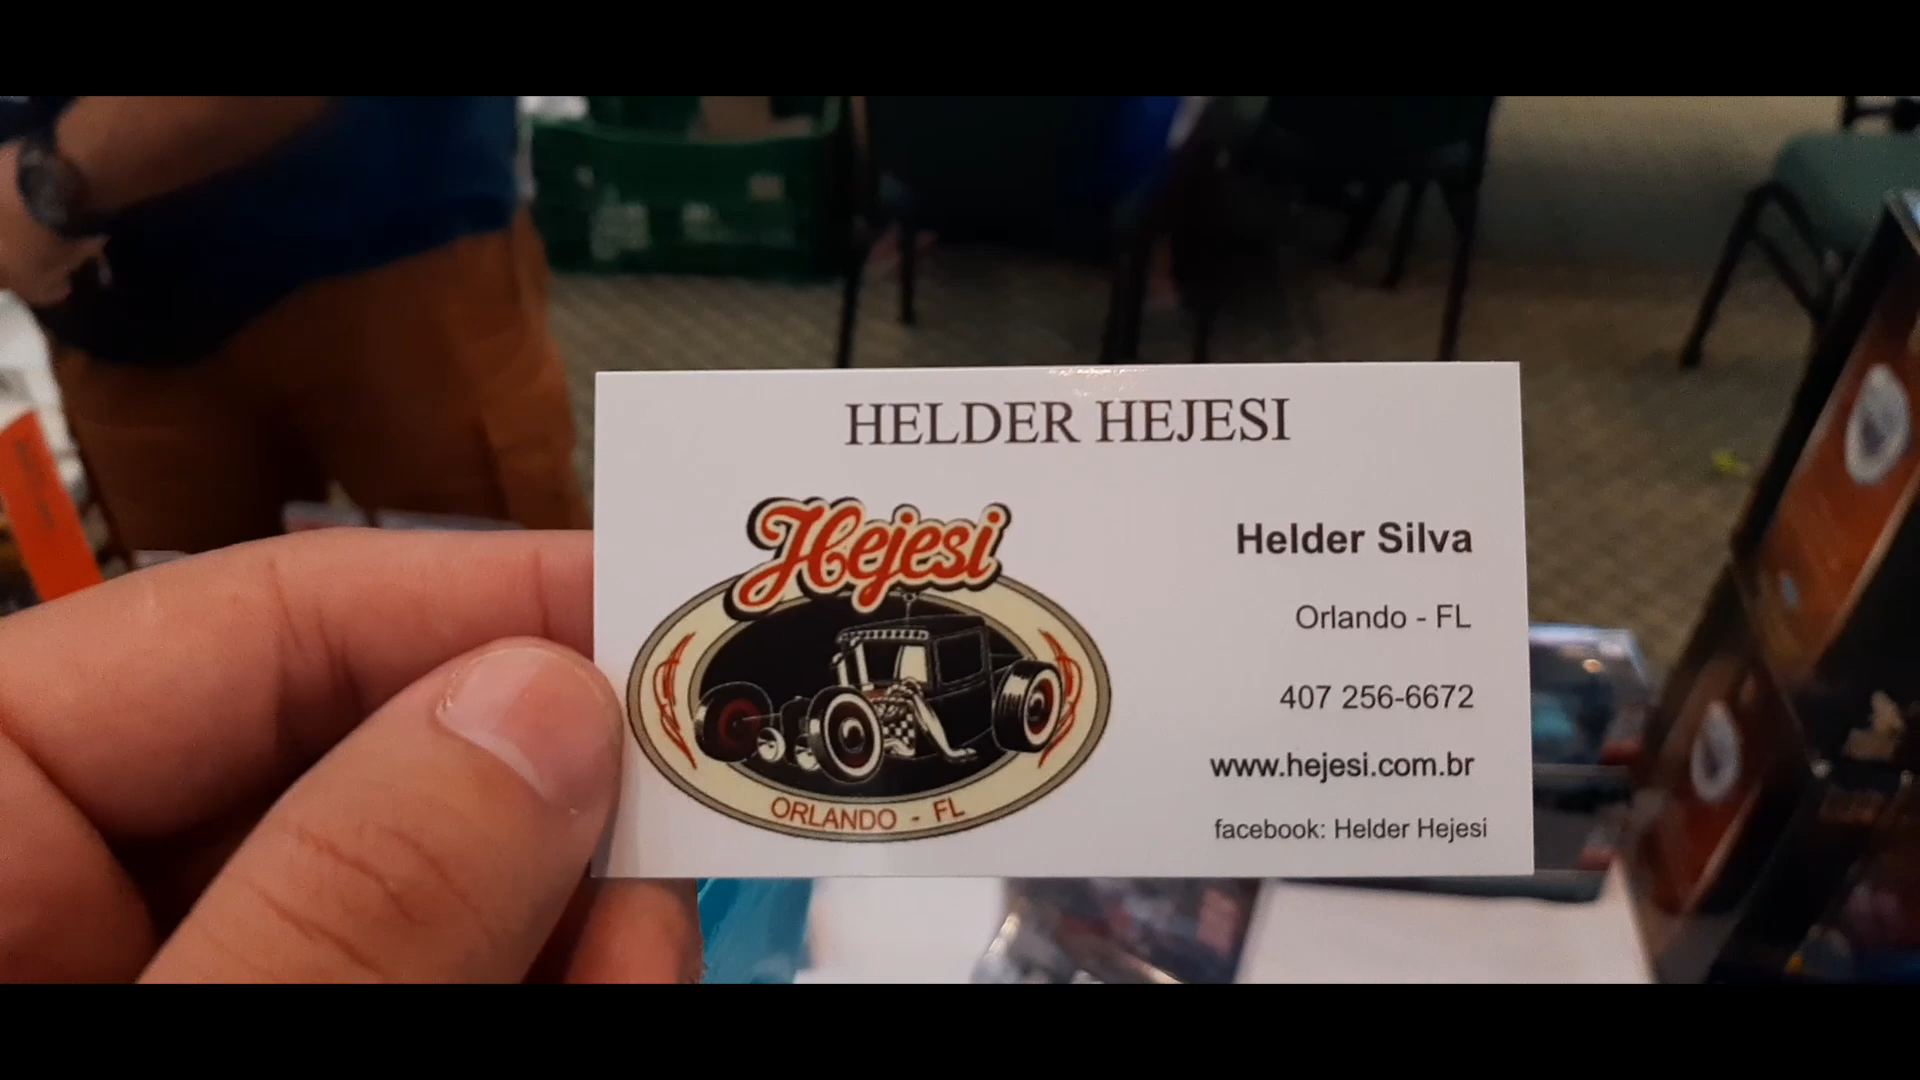 HELDER HEJESI
Hejesi
ORLANDO - FL
Helder Silva
Orlando - FL
407 256-6672
www.hejesi.com.br
facebook: Helder Hejesi